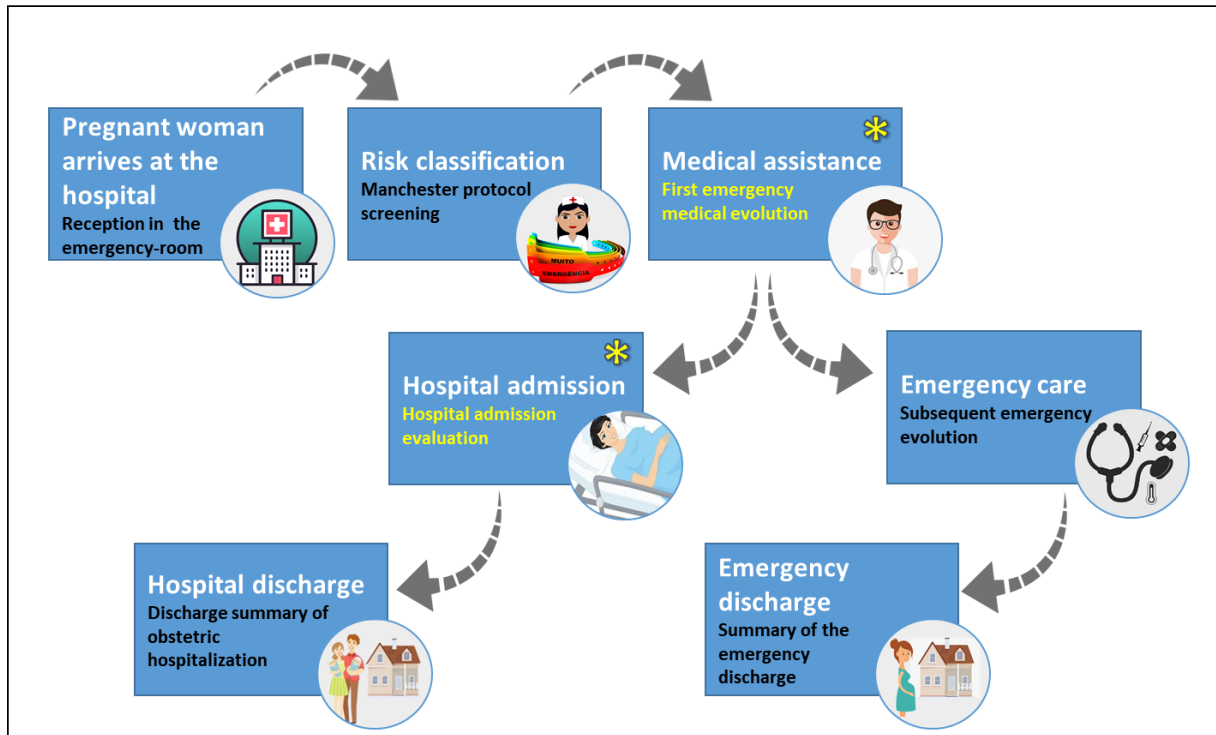 Pregnant woman
arrives at the
hospital
Reception in the
emergency-room
Risk classification
Manchester protocol
screening
MUITO
EMERGÊNCIA
*
Medical assistance
First emergency
medical evolution
*
Hospital admission
Hospital admission
evaluation
Emergency care
Subsequent emergency
evolution
Hospital discharge
Discharge summary of
obstetric
hospitalization
Emergency
discharge
Summary of the
emergency
discharge